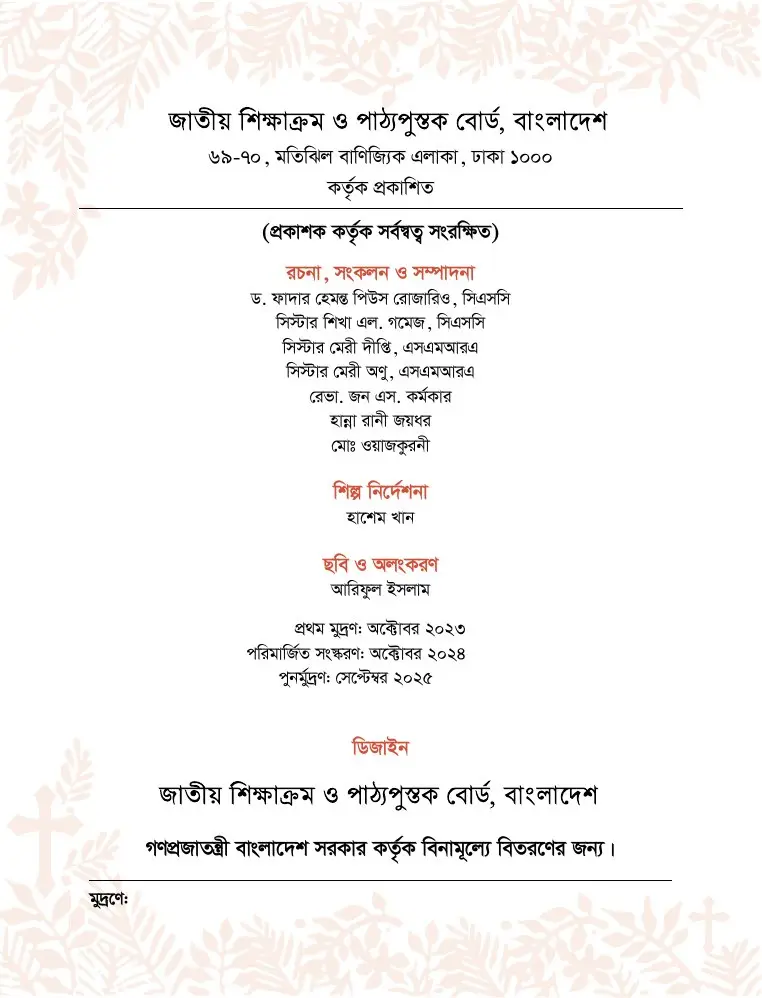 জাতীয় শিক্ষাক্রম ও পাঠ্যপুস্তক বোর্ড, বাংলাদেশ
৬৯-৭০, মতিঝিল বাণিজ্যিক এলাকা, ঢাকা ১০০০
কর্তৃক প্রকাশিত
(প্রকাশক কর্তৃক সর্বস্বত্ব সংরক্ষিত)
রচনা, সংকলন ও সম্পাদনা
ড. ফাদার হেমন্ত পিউস রোজারিও, সিএসসি
সিস্টার শিখা এল. গমেজ, সিএসসি
সিস্টার মেরী দীপ্তি, এসএমআরএ
সিস্টার মেরী অণু, এসএমআরএ
রেভা. জন এস. কর্মকার
হান্না রানী জয়ধর
মোঃ ওয়াজকুরনী
শিল্প নির্দেশনা
হাশেম খান
ছবি ও অলংকরণ
আরিফুল ইসলাম
প্রথম মুদ্রণ: অক্টোবর ২০২৩
পরিমার্জিত সংস্করণ: অক্টোবর ২০২৪
পুনর্মুদ্রণ: সেপ্টেম্বর ২০২৫
ডিজাইন
জাতীয় শিক্ষাক্রম ও পাঠ্যপুস্তক বোর্ড, বাংলাদেশ
গণপ্রজাতন্ত্রী বাংলাদেশ সরকার কর্তৃক বিনামূল্যে বিতরণের জন্য।
মুদ্রণে: